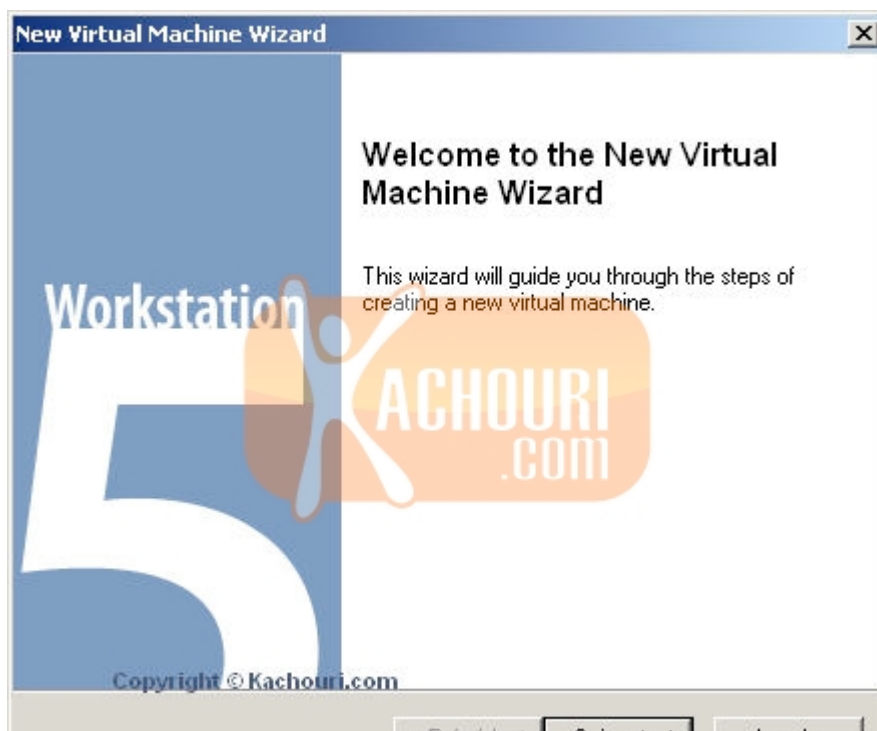 New Virtual Machine Wizard
Welcome to the New Virtual
Machine Wizard
This wizard will guide you through the steps of
creating a new virtual machine.
Workstation
5
KACHOURI
.COM
Copyright © Kachouri.com